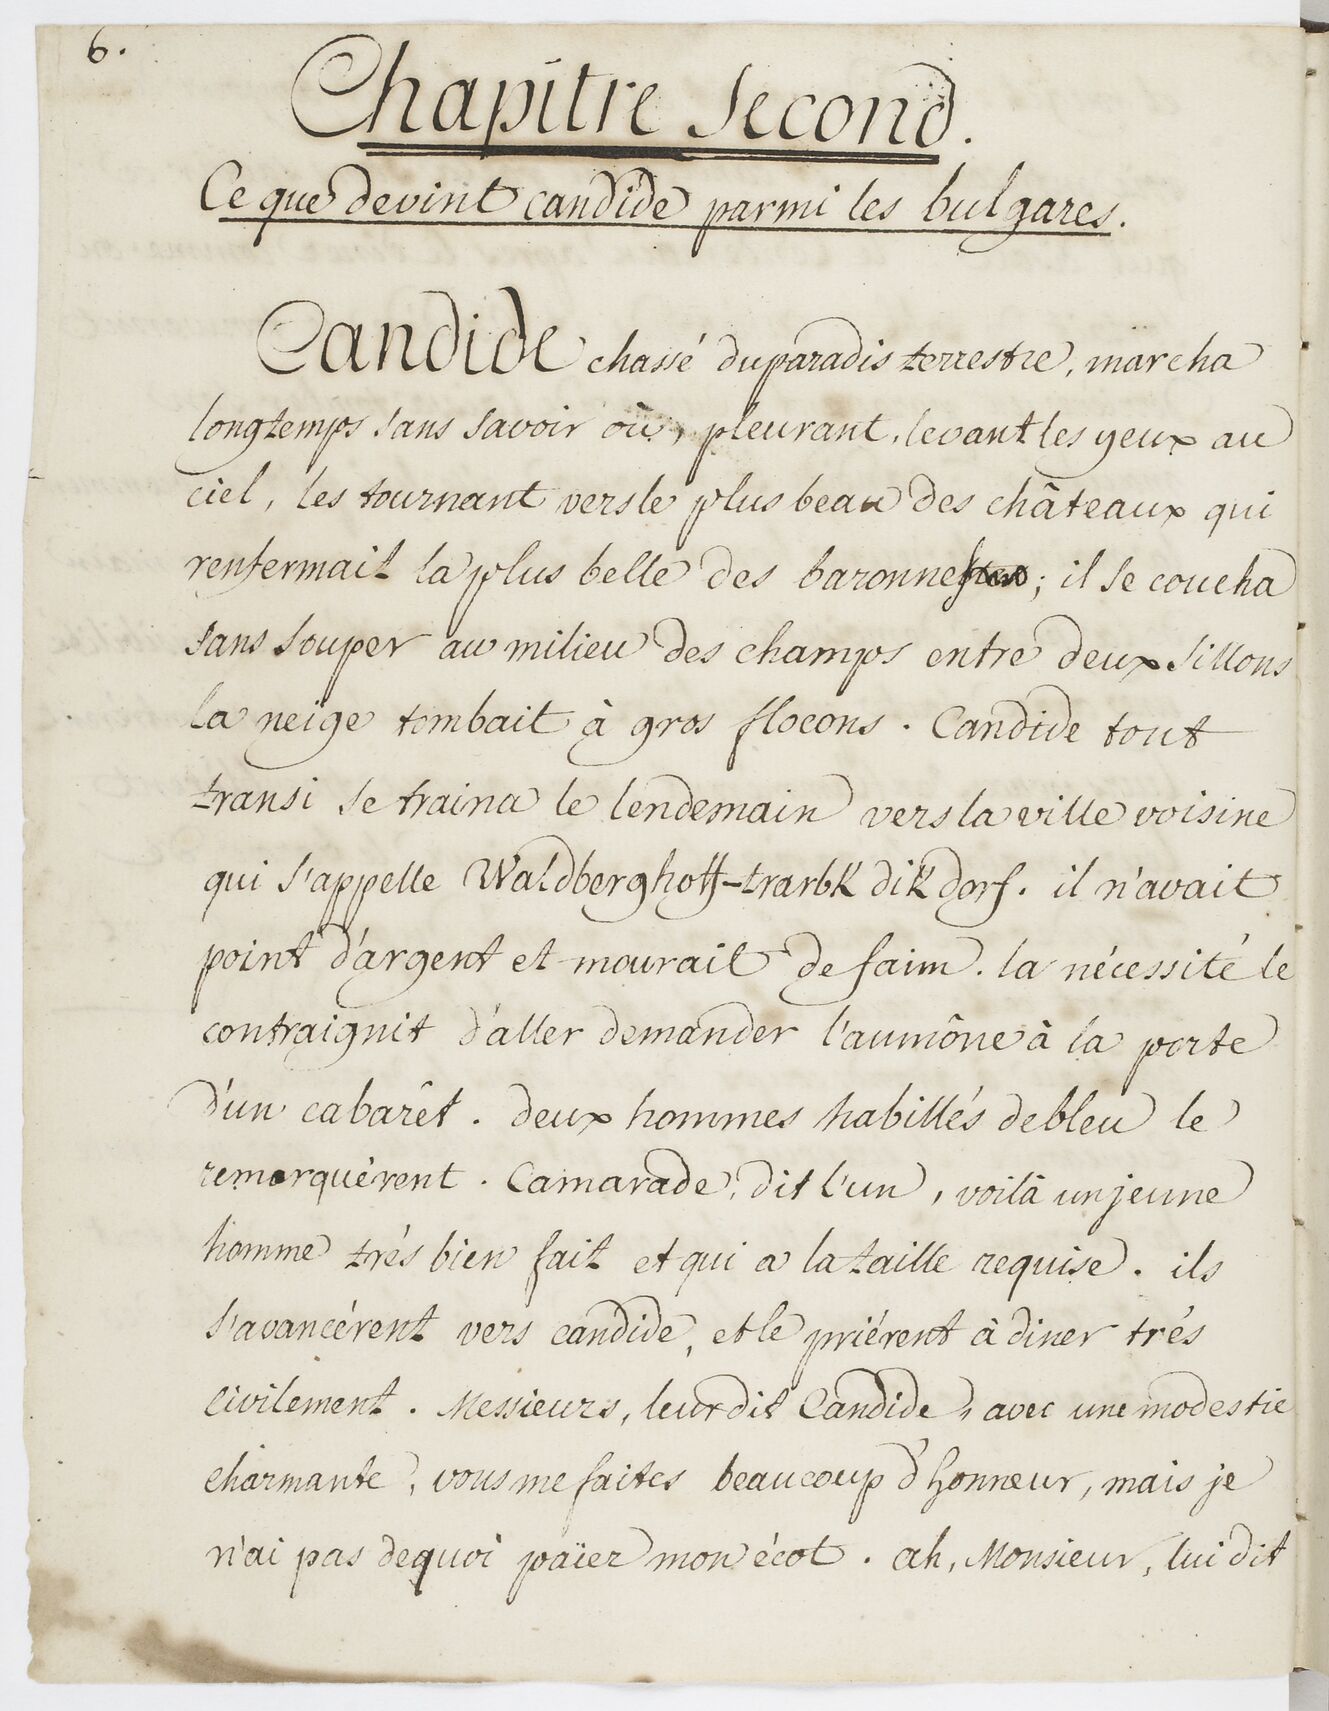 6.
Chapitre Second.
Ce que devint candide parmi les bulgares.
Candide chassé du paradis terrestre, marcha
longtemps sans savoir où, pleurant, levant les yeux au
ciel, les tournant vers le plus beau des châteaux qui
renfermait la plus belle des baronnettes; il se coucha
sans souper au milieu des champs entre deux sillons
la neige tombait à gros flocons. Candide tout
transi se traina le lendemain vers la ville voisine
qui s'appelle Waldberghoff-trarbk dik dorf. il n'avait
point d'argent et mourait de faim. la nécessité le
contraignit d'aller demander l'aumône à la porte
d'un cabarêt. deux hommes habillés de bleu le
remarquèrent. Camarade, dit l'un, voilà un jeune
homme trés bien fait et qui a la taille requise. ils
s'avancérent vers candide, et le priérent à diner trés
civilement. Messieurs, leur dit Candide, avec une modestie
charmante, vous me faites beaucoup d'honneur, mais je
n'ai pas dequoi païer mon écot. ah, Monsieur, lui dit